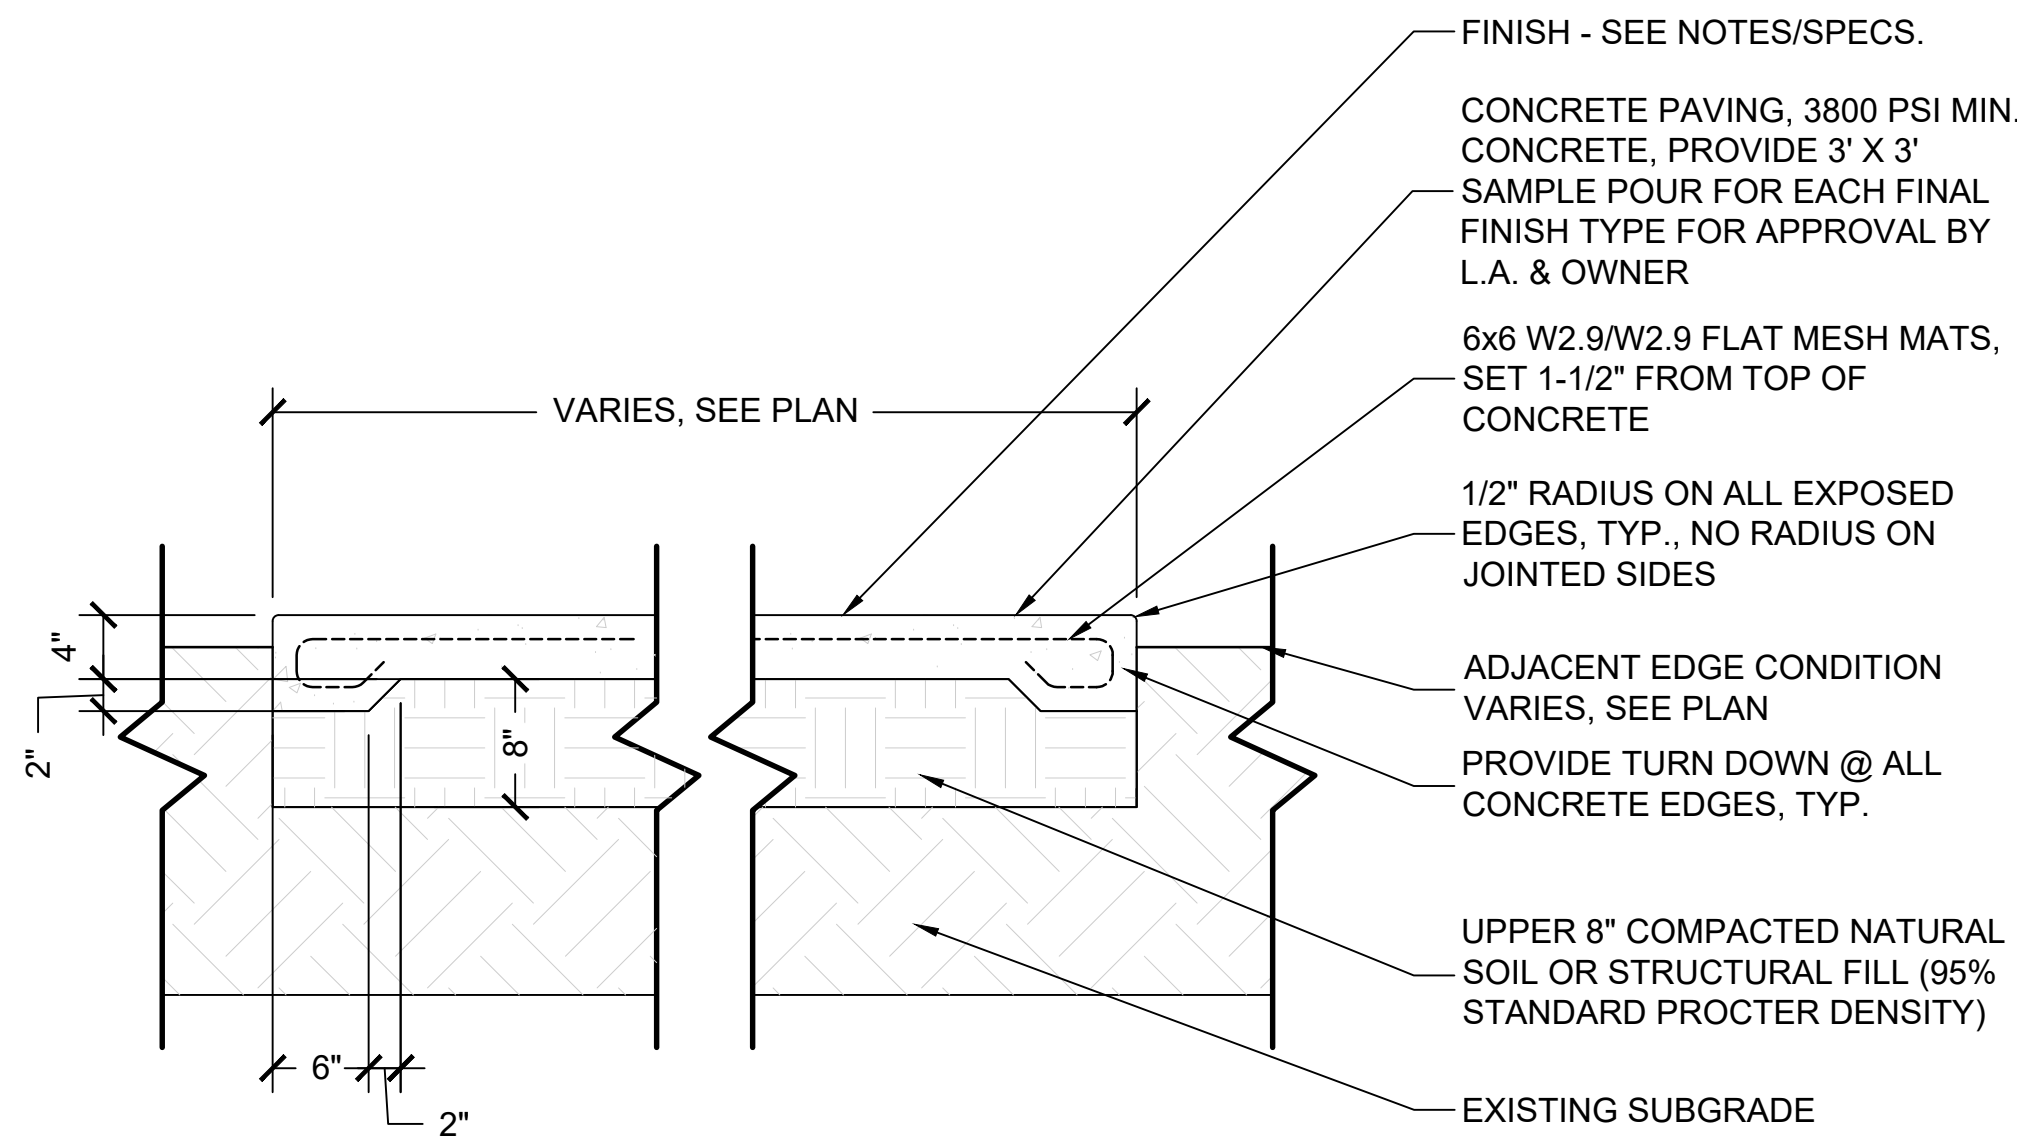 FINISH - SEE NOTES/SPECS.
CONCRETE PAVING, 3800 PSI MIN.
CONCRETE, PROVIDE 3' X 3'
SAMPLE POUR FOR EACH FINAL
FINISH TYPE FOR APPROVAL BY
L.A. & OWNER
6x6 W2.9/W2.9 FLAT MESH MATS,
SET 1-1/2" FROM TOP OF
CONCRETE
VARIES, SEE PLAN
1/2" RADIUS ON ALL EXPOSED
EDGES, TYP., NO RADIUS ON
JOINTED SIDES
4"
2"
8"
ADJACENT EDGE CONDITION
VARIES, SEE PLAN
PROVIDE TURN DOWN @ ALL
CONCRETE EDGES, TYP.
UPPER 8" COMPACTED NATURAL
SOIL OR STRUCTURAL FILL (95%
STANDARD PROCTER DENSITY)
6"
2"
EXISTING SUBGRADE